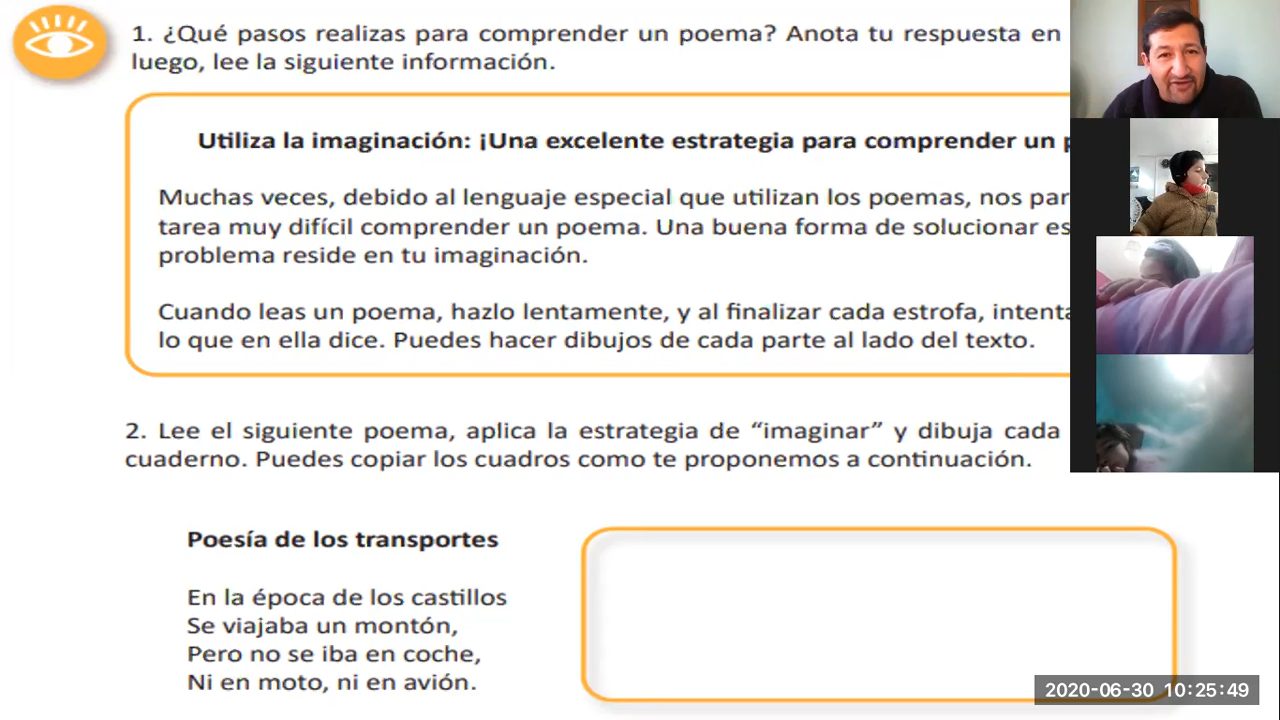 1. ¿Qué pasos realizas para comprender un poema? Anota tu respuesta en
luego, lee la siguiente información.
Utiliza la imaginación: ¡Una excelente estrategia para comprender un
Muchas veces, debido al lenguaje especial que utilizan los poemas, nos par
tarea muy difícil comprender un poema. Una buena forma de solucionar es
problema reside en tu imaginación.
Cuando leas un poema, hazlo lentamente, y al finalizar cada estrofa, intenta
lo que en ella dice. Puedes hacer dibujos de cada parte al lado del texto.
2. Lee el siguiente poema, aplica la estrategia de “imaginar” y dibuja cada
cuaderno. Puedes copiar los cuadros como te proponemos a continuación.
Poesía de los transportes
En la época de los castillos
Se viajaba un montón,
Pero no se iba en coche,
Ni en moto, ni en avión.
2020-06-30 10:25:49